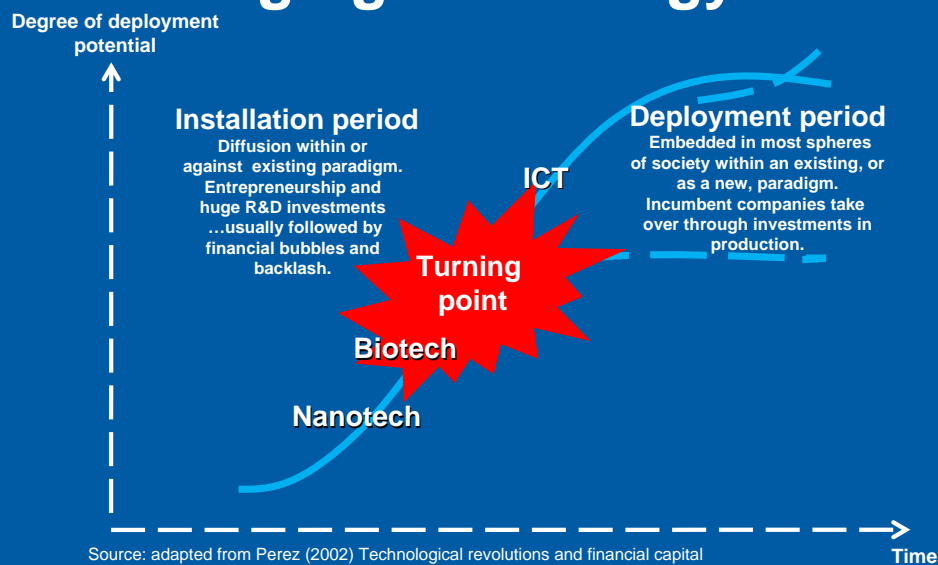 Degree of deployment
potential
Installation period
Diffusion within or
against existing paradigm.
Entrepreneurship and
huge R&D investments
…usually followed by
financial bubbles and
backlash.
Deployment period
Embedded in most spheres
of society within an existing, or
as a new, paradigm.
Incumbent companies take
over through investments in
production.
ICT
Turning
point
Biotech
Nanotech
Time
Source: adapted from Perez (2002) Technological revolutions and financial capital